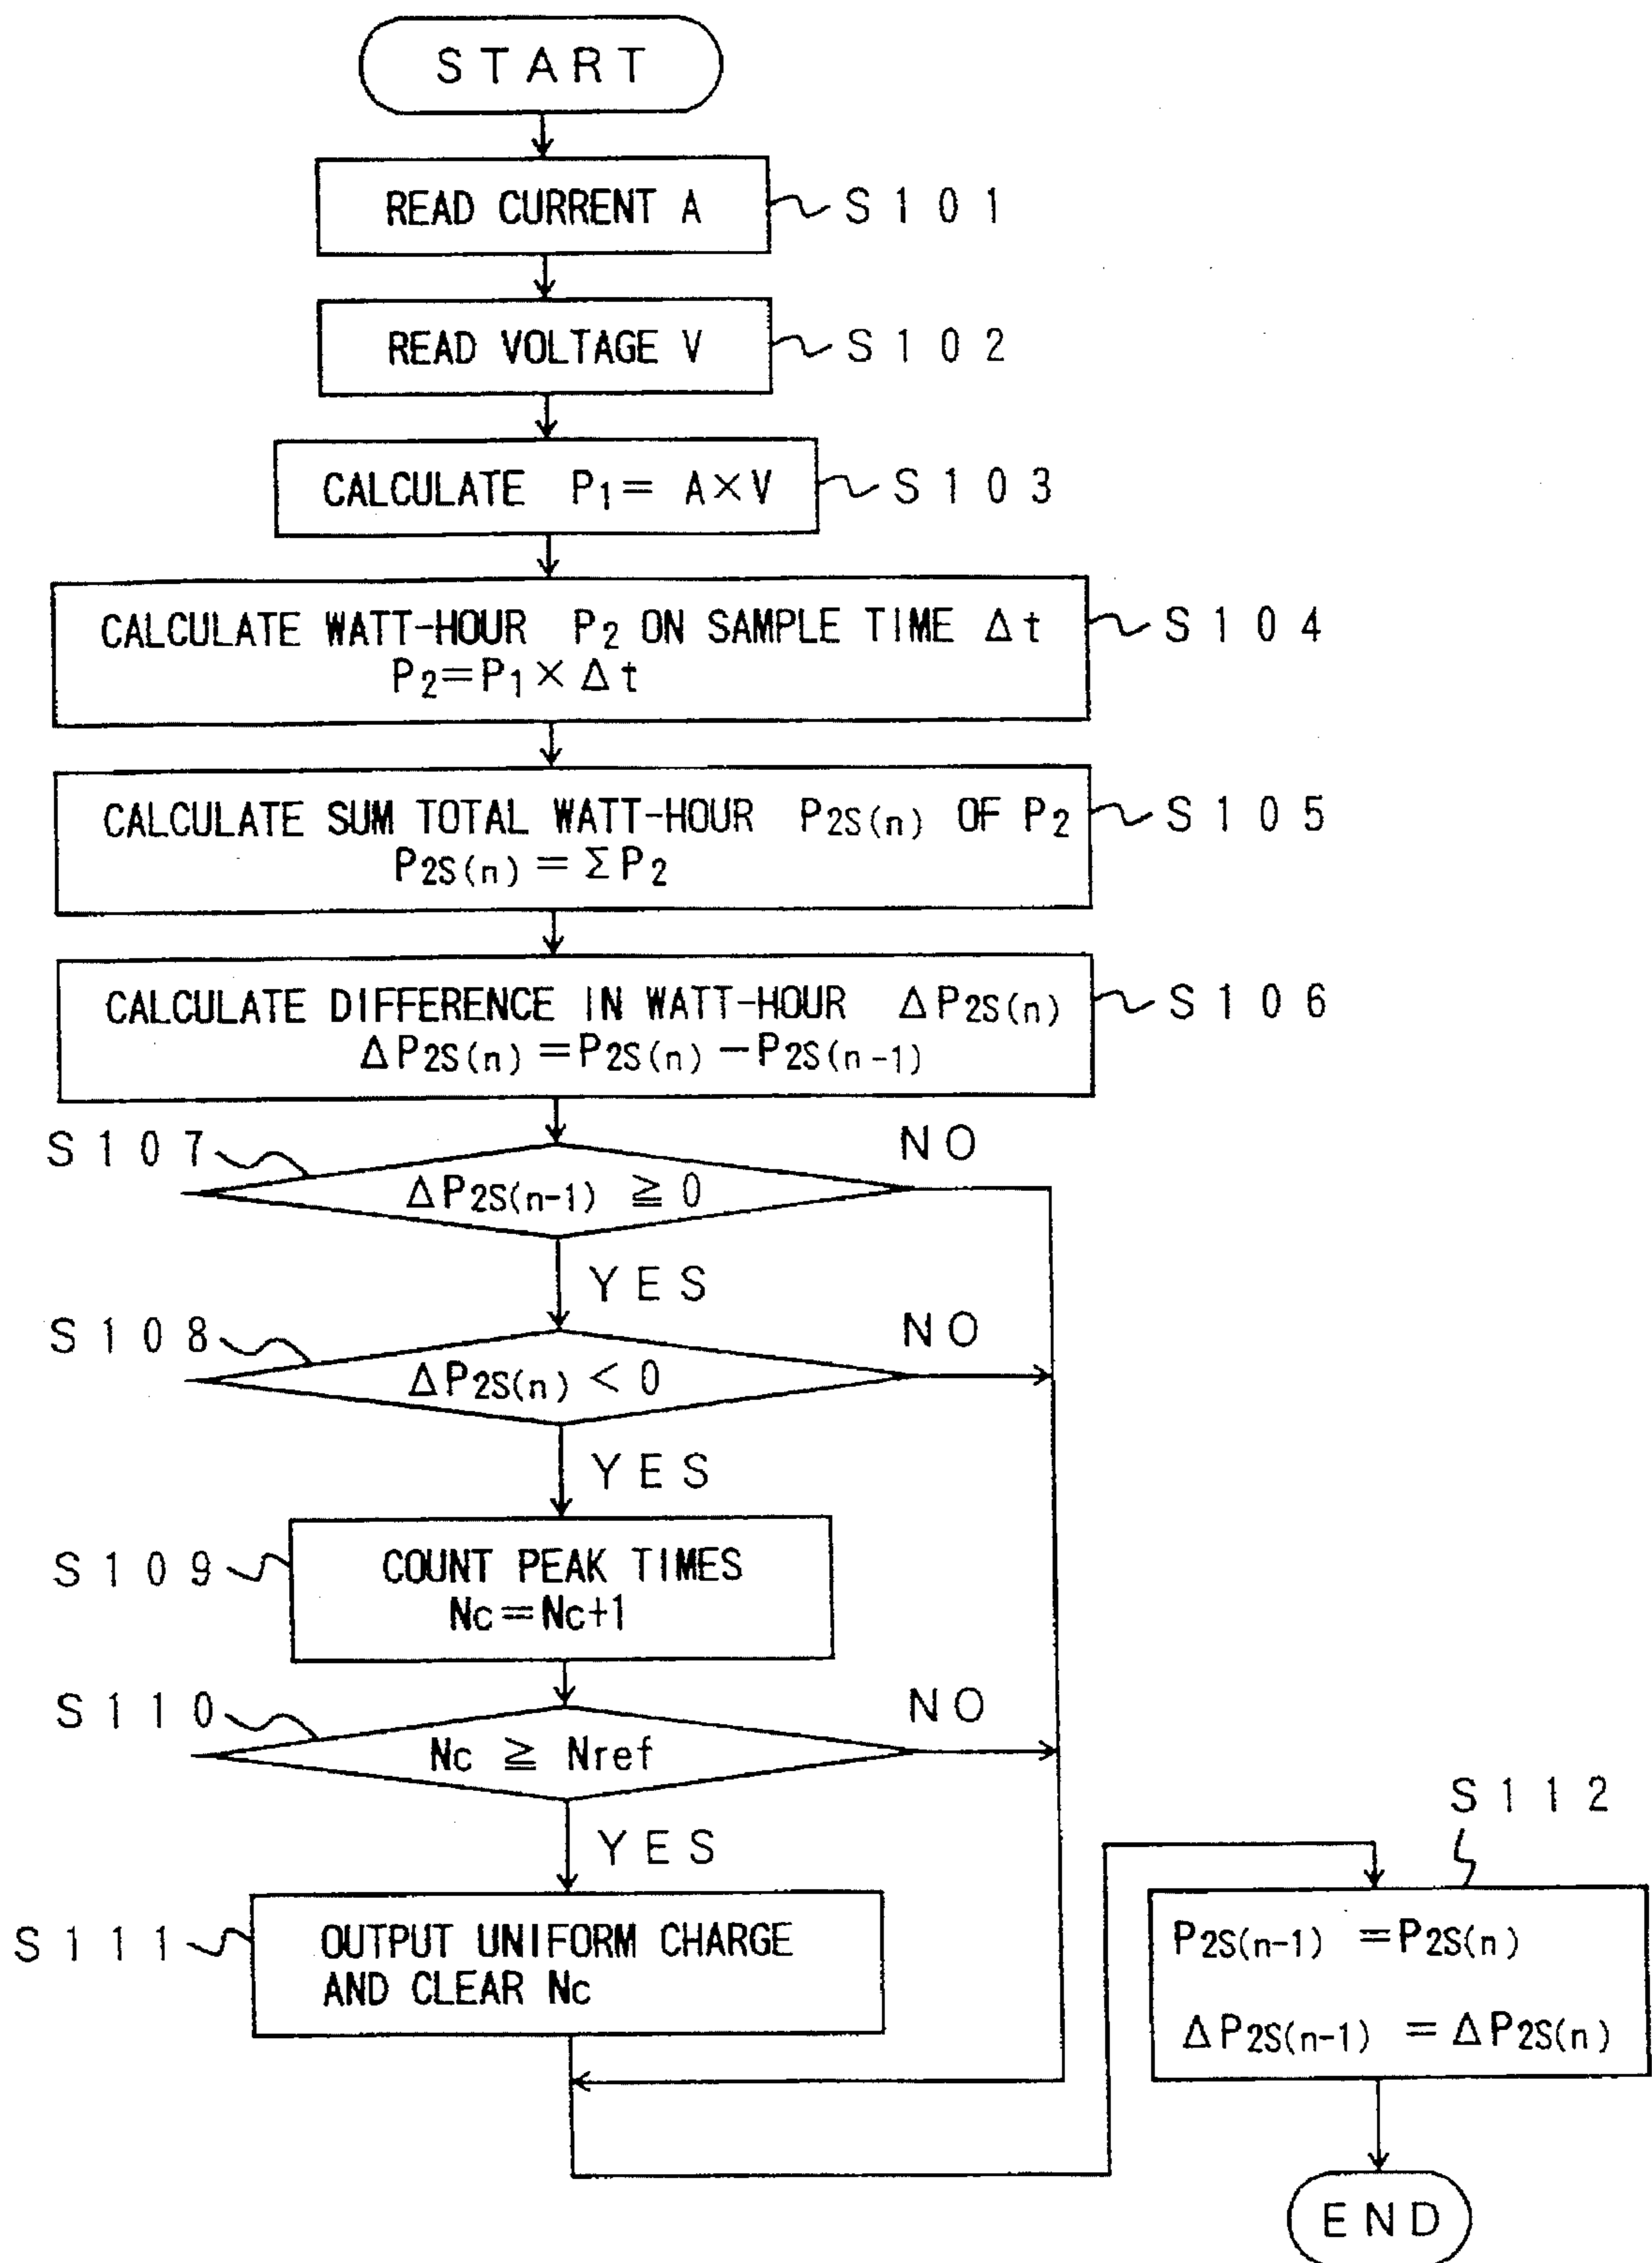 START
READ CURRENT A
S101
READ VOLTAGE V
S102
CALCULATE P₁= A×V
S103
CALCULATE WATT-HOUR P₂ ON SAMPLE TIME Δt
P₂=P₁×Δt
S104
CALCULATE SUM TOTAL WATT-HOUR P2S(n) OF P₂
P2S(n)=ΣP₂
S105
CALCULATE DIFFERENCE IN WATT-HOUR ΔP2S(n)
ΔP2S(n)=P2S(n)−P2S(n-1)
S106
S107
ΔP2S(n-1) ≧ 0
NO
YES
S108
ΔP2S(n) < 0
NO
YES
S109
COUNT PEAK TIMES
Nc=Nc+1
S110
Nc ≧ Nref
NO
YES
S111
OUTPUT UNIFORM CHARGE
AND CLEAR Nc
S112
P2S(n-1) =P2S(n)
ΔP2S(n-1) = ΔP2S(n)
END